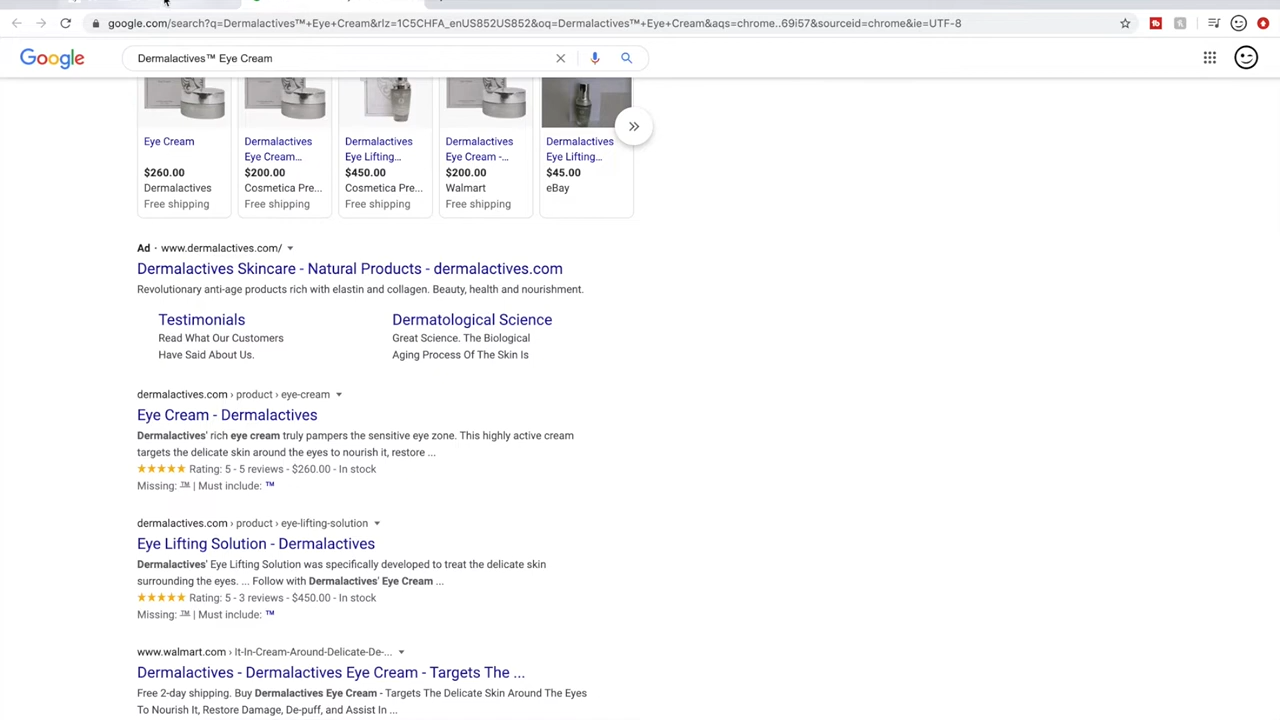 google.com/search?q=Dermalactives™+Eye+Cream&rlz=1C5CHFA_enUS852US852&oq=Dermalactives™+Eye+Cream&aqs=chrome..69i57&sourceid=chrome&ie=UTF-8
Google
Dermalactives™ Eye Cream
Eye Cream
$260.00
Dermalactives
Free shipping
Dermalactives
Eye Cream...
$200.00
Cosmetica Pre...
Free shipping
Dermalactives
Eye Lifting...
$450.00
Cosmetica Pre...
Free shipping
Dermalactives
Eye Cream -...
$200.00
Walmart
Free shipping
Dermalactives
Eye Lifting...
$45.00
eBay
Ad · www.dermalactives.com/
Dermalactives Skincare - Natural Products - dermalactives.com
Revolutionary anti-age products rich with elastin and collagen. Beauty, health and nourishment.
Testimonials
Read What Our Customers
Have Said About Us.
Dermatological Science
Great Science. The Biological
Aging Process Of The Skin Is
dermalactives.com › product › eye-cream
Eye Cream - Dermalactives
Dermalactives' rich eye cream truly pampers the sensitive eye zone. This highly active cream
targets the delicate skin around the eyes to nourish it, restore ...
★★★★★ Rating: 5 - 5 reviews - $260.00 - In stock
Missing: ™ | Must include: ™
dermalactives.com › product › eye-lifting-solution
Eye Lifting Solution - Dermalactives
Dermalactives' Eye Lifting Solution was specifically developed to treat the delicate skin
surrounding the eyes. ... Follow with Dermalactives' Eye Cream ...
★★★★★ Rating: 5 - 3 reviews - $450.00 - In stock
Missing: ™ | Must include: ™
www.walmart.com › It-In-Cream-Around-Delicate-De-...
Dermalactives - Dermalactives Eye Cream - Targets The ...
Free 2-day shipping. Buy Dermalactives Eye Cream - Targets The Delicate Skin Around The Eyes
To Nourish It, Restore Damage, De-puff, and Assist In ...